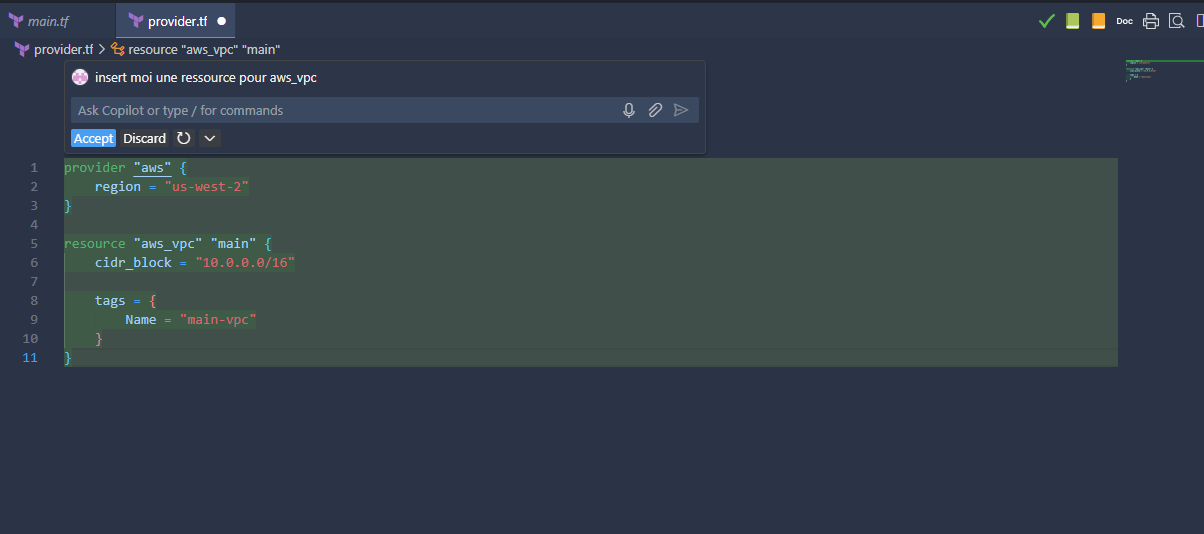 main.tf provider.tf Doc
provider.tf > resource "aws_vpc" "main"
insert moi une ressource pour aws_vpc
Ask Copilot or type / for commands
Accept Discard
1 provider "aws" {
2 region = "us-west-2"
3 }
4
5 resource "aws_vpc" "main" {
6 cidr_block = "10.0.0.0/16"
7
8 tags = {
9 Name = "main-vpc"
10 }
11 }